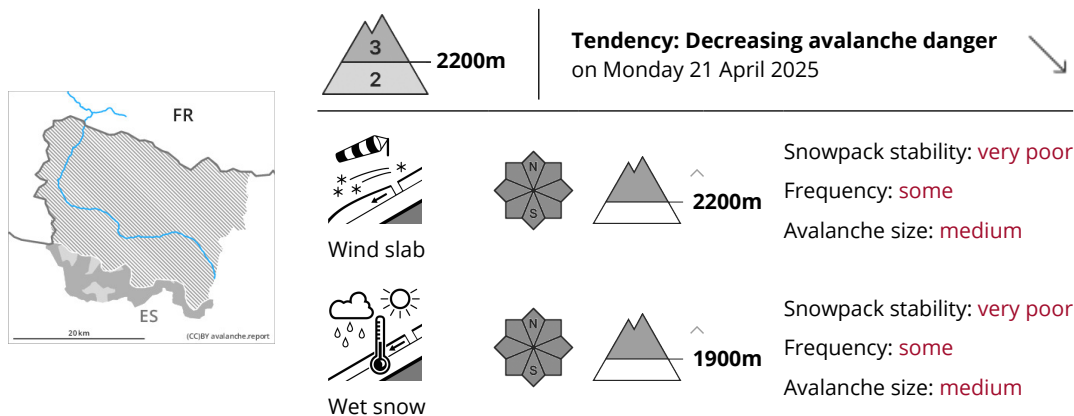 3
2
2200m
Tendency: Decreasing avalanche danger
on Monday 21 April 2025
FR
ES
20 km
(CC)BY avalanche.report
Wind slab
N
S
2200m
Snowpack stability: very poor
Frequency: some
Avalanche size: medium
Wet snow
N
S
1900m
Snowpack stability: very poor
Frequency: some
Avalanche size: medium